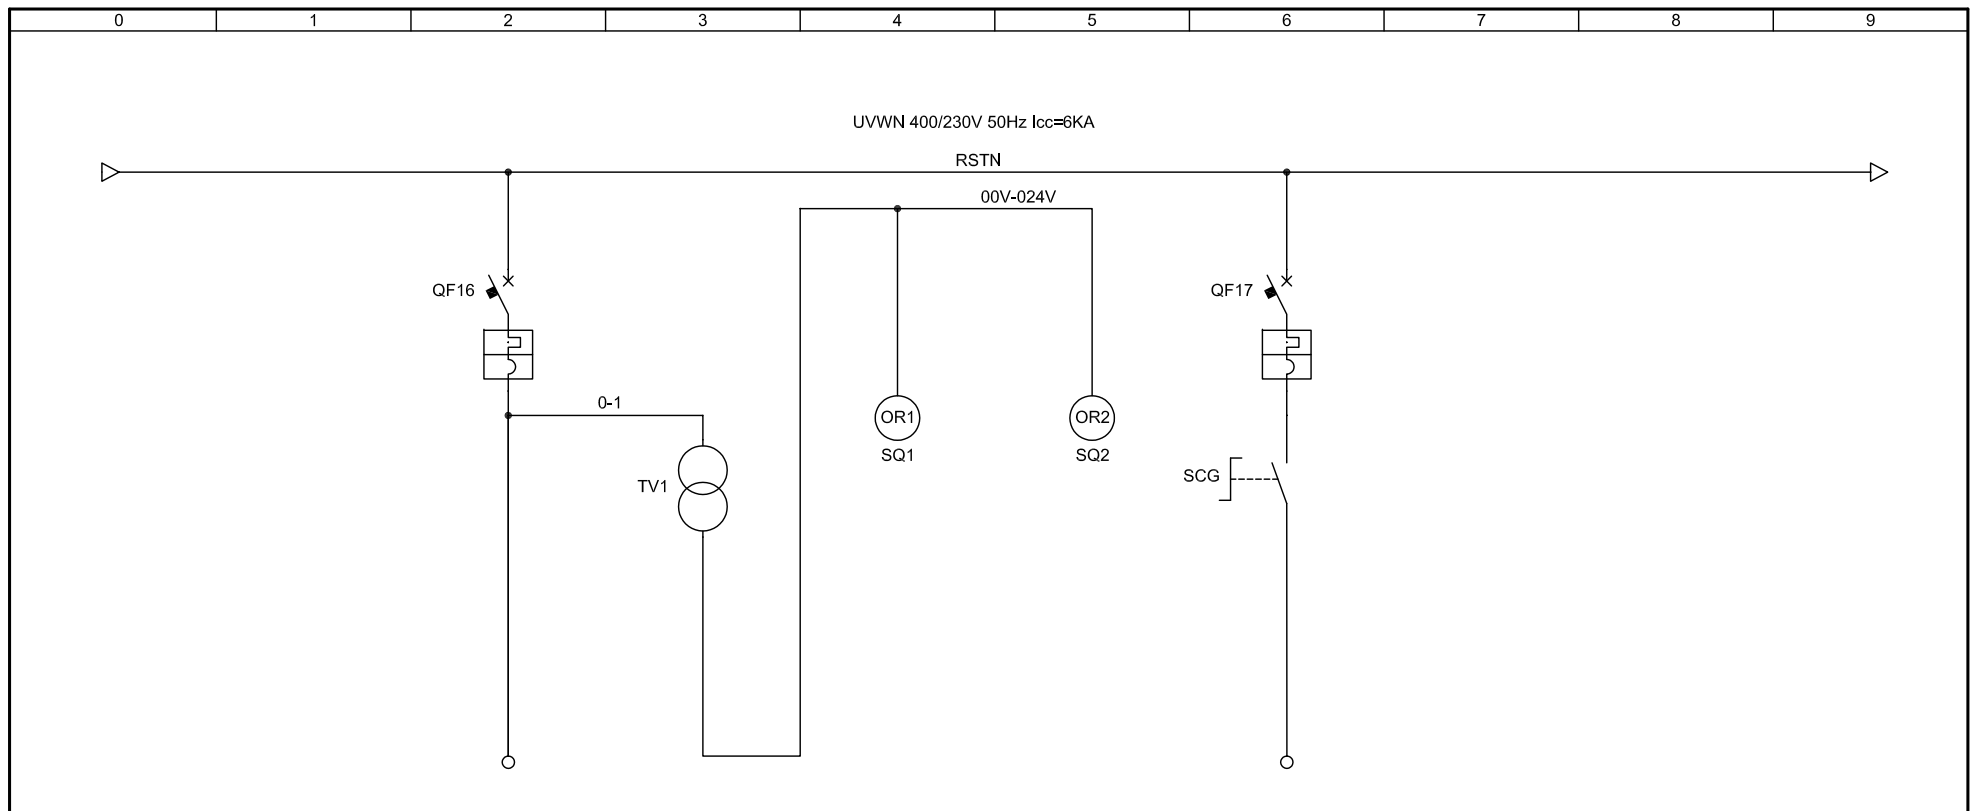 0 1 2 3 4 5 6 7 8 9
UVWN 400/230V 50Hz Icc=6KA
RSTN
00V-024V
QF16
QF17
0-1
OR1
OR2
SQ1
SQ2
SCG
TV1